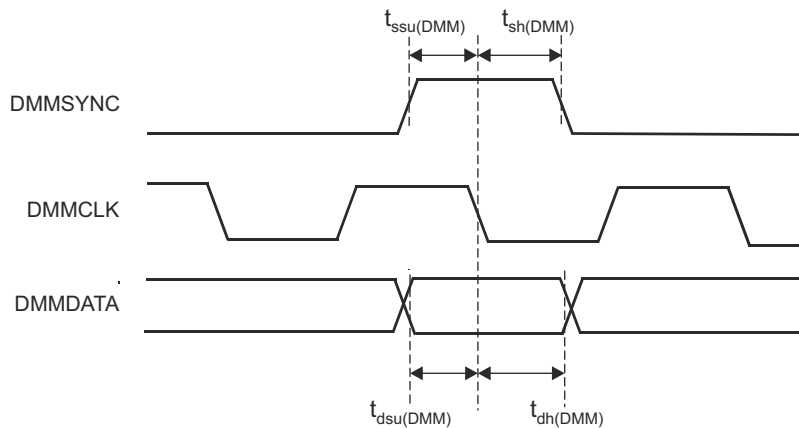 tssu(DMM) tsh(DMM)
DMMSYNC
DMMCLK
DMMDATA
tdsu(DMM) tdh(DMM)